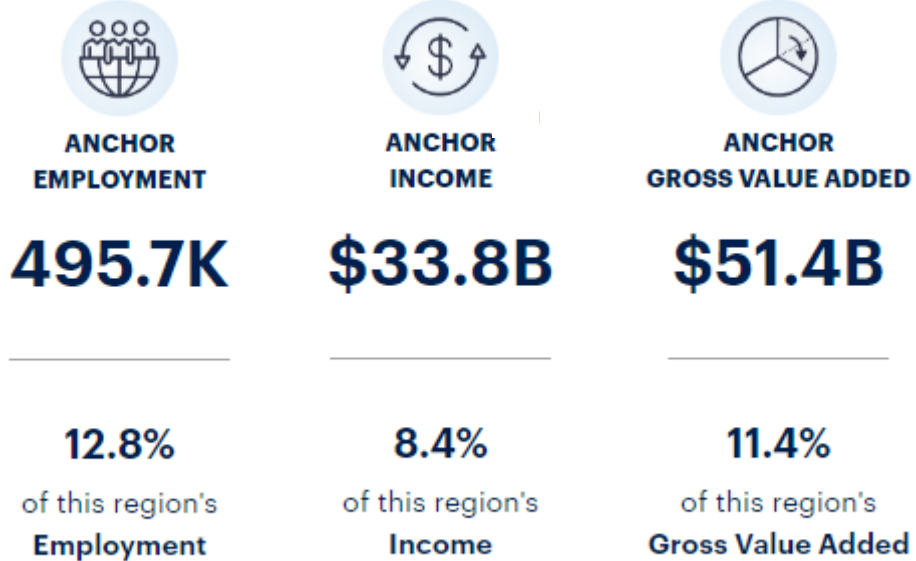 ANCHOR
EMPLOYMENT
495.7K
12.8%
of this region's
Employment
ANCHOR
INCOME
$33.8B
8.4%
of this region's
Income
ANCHOR
GROSS VALUE ADDED
$51.4B
11.4%
of this region's
Gross Value Added